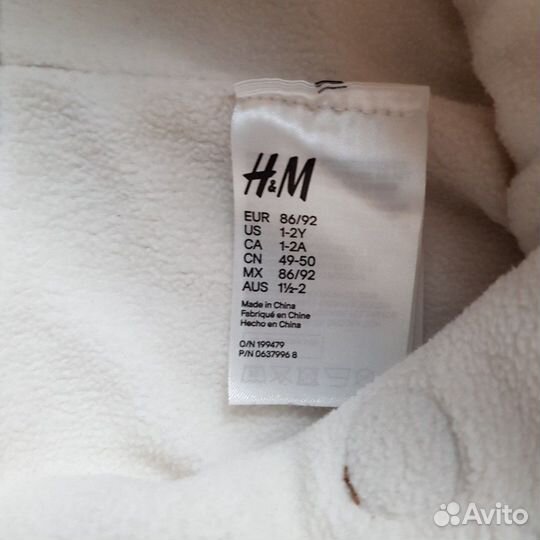 H&M
EUR 86/92
US 1-2Y
CA 1-2A
CN 49-50
MX 86/92
AUS 1½-2
Made in China
Fabriqué en Chine
Hecho en China
O/N 199479
P/N 0637996 8
Avito